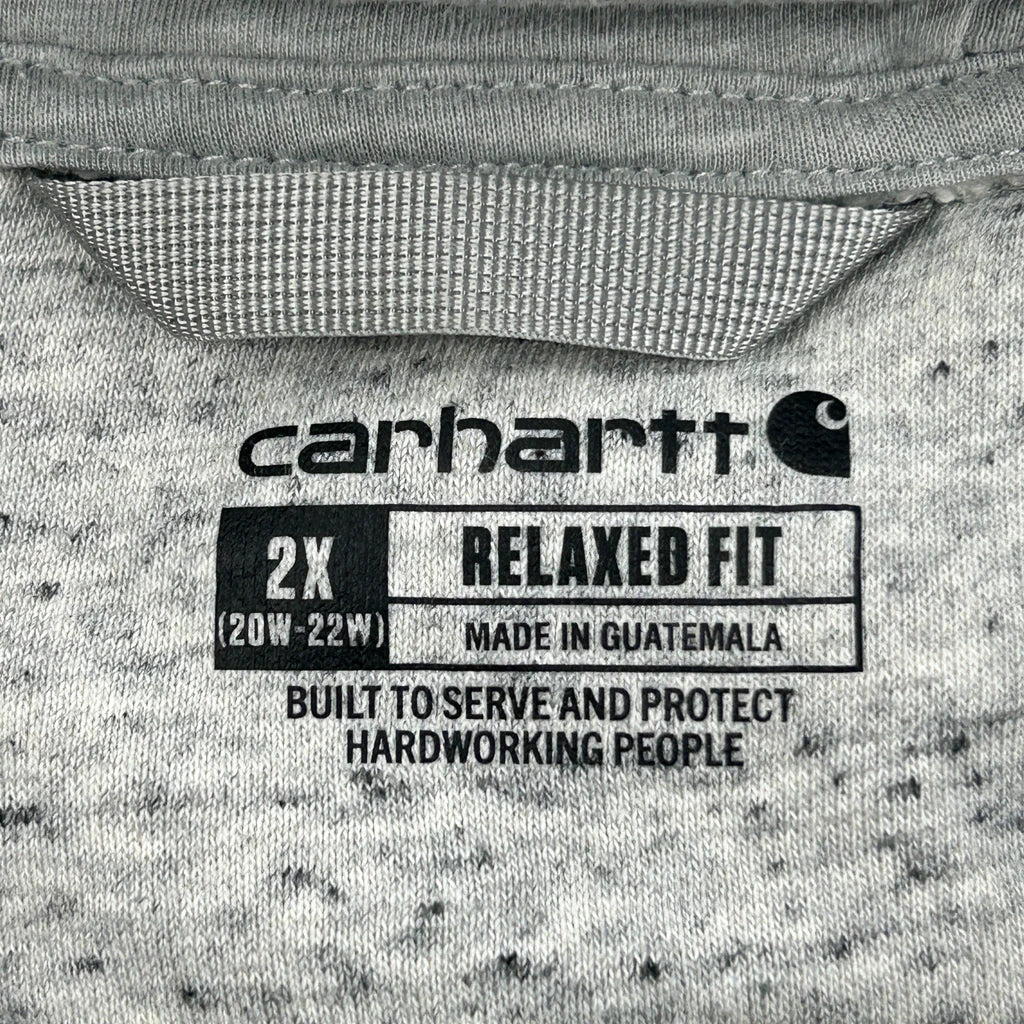 carhartt
2X
(20W-22W)
RELAXED FIT
MADE IN GUATEMALA
BUILT TO SERVE AND PROTECT
HARDWORKING PEOPLE